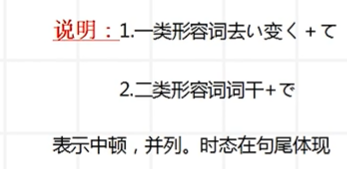 说明：1.一类形容词去い变く＋て
2.二类形容词词干+で
表示中顿，并列。时态在句尾体现